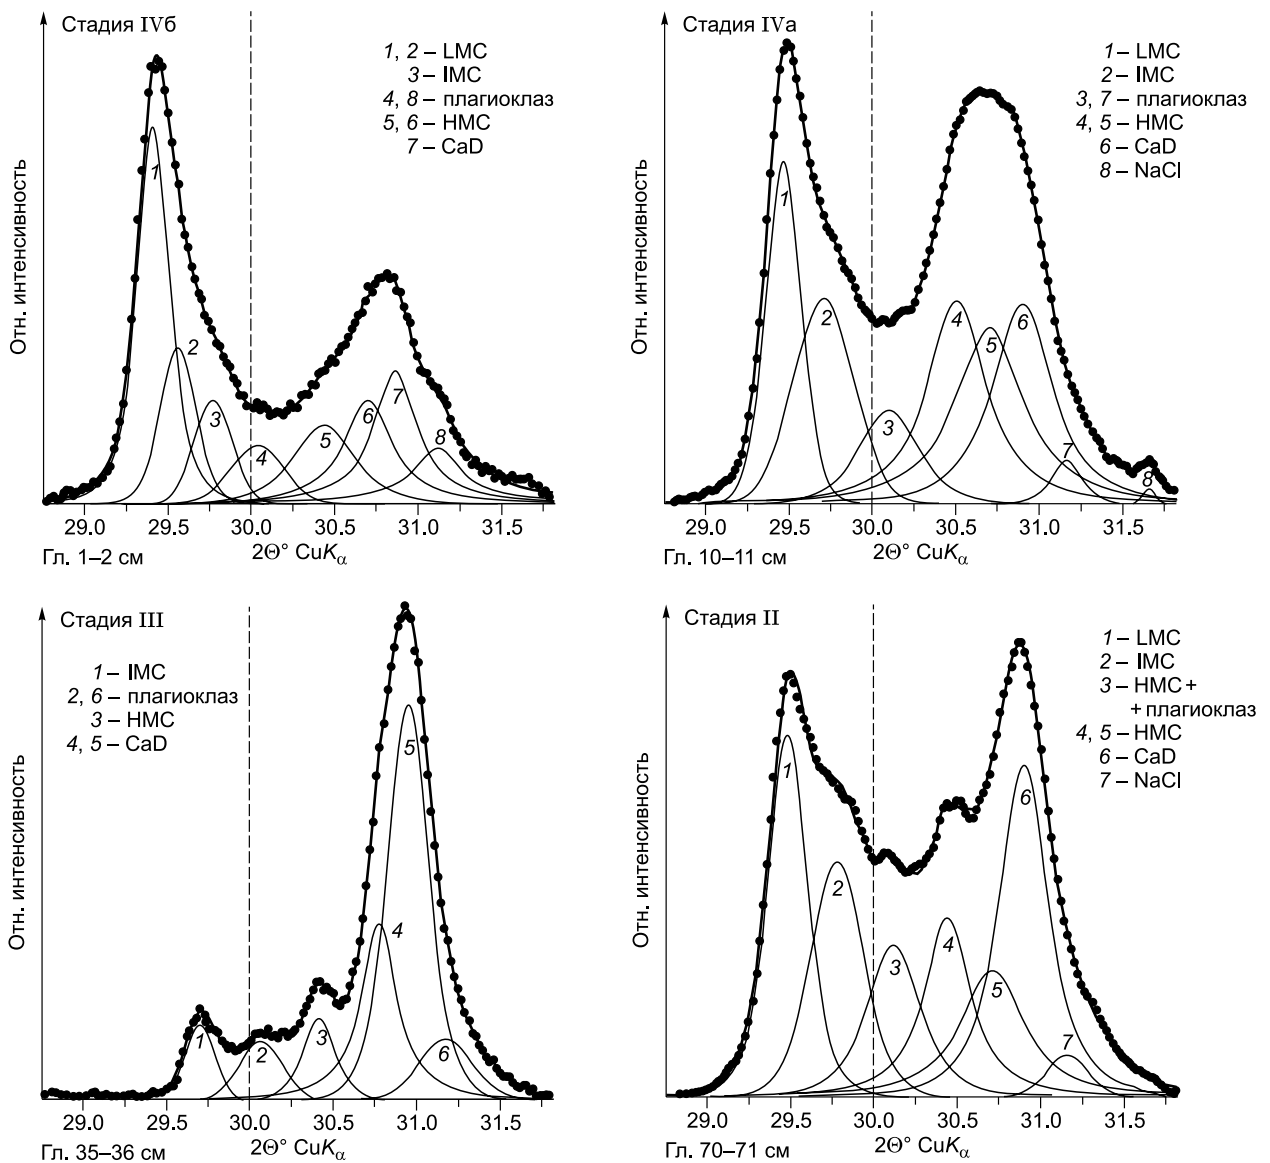 Стадия IVб
1, 2 – LMC
3 – IMC
4, 8 – плагиоклаз
5, 6 – HMC
7 – CaD
Отн. интенсивность
1
2
3
4
5
6
7
8
29.0 29.5 30.0 30.5 31.0 31.5
Гл. 1–2 см
2Θ° CuKα
Стадия IVa
1 – LMC
2 – IMC
3, 7 – плагиоклаз
4, 5 – HMC
6 – CaD
8 – NaCl
Отн. интенсивность
1
2
3
4
5
6
7
8
29.0 29.5 30.0 30.5 31.0 31.5
Гл. 10–11 см
2Θ° CuKα
Стадия III
1 – IMC
2, 6 – плагиоклаз
3 – HMC
4, 5 – CaD
Отн. интенсивность
1
2
3
4
5
6
29.0 29.5 30.0 30.5 31.0 31.5
Гл. 35–36 см
2Θ° CuKα
Стадия II
1 – LMC
2 – IMC
3 – HMC +
+ плагиоклаз
4, 5 – HMC
6 – CaD
7 – NaCl
Отн. интенсивность
1
2
3
4
5
6
7
29.0 29.5 30.0 30.5 31.0 31.5
Гл. 70–71 см
2Θ° CuKα